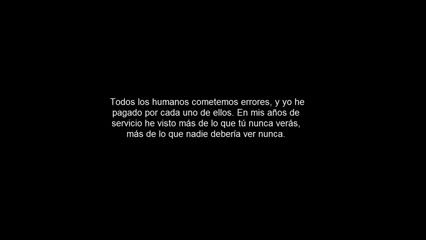 Todos los humanos cometemos errores, y yo he
pagado por cada uno de ellos. En mis años de
servicio he visto más de lo que tú nunca verás,
más de lo que nadie debería ver nunca.